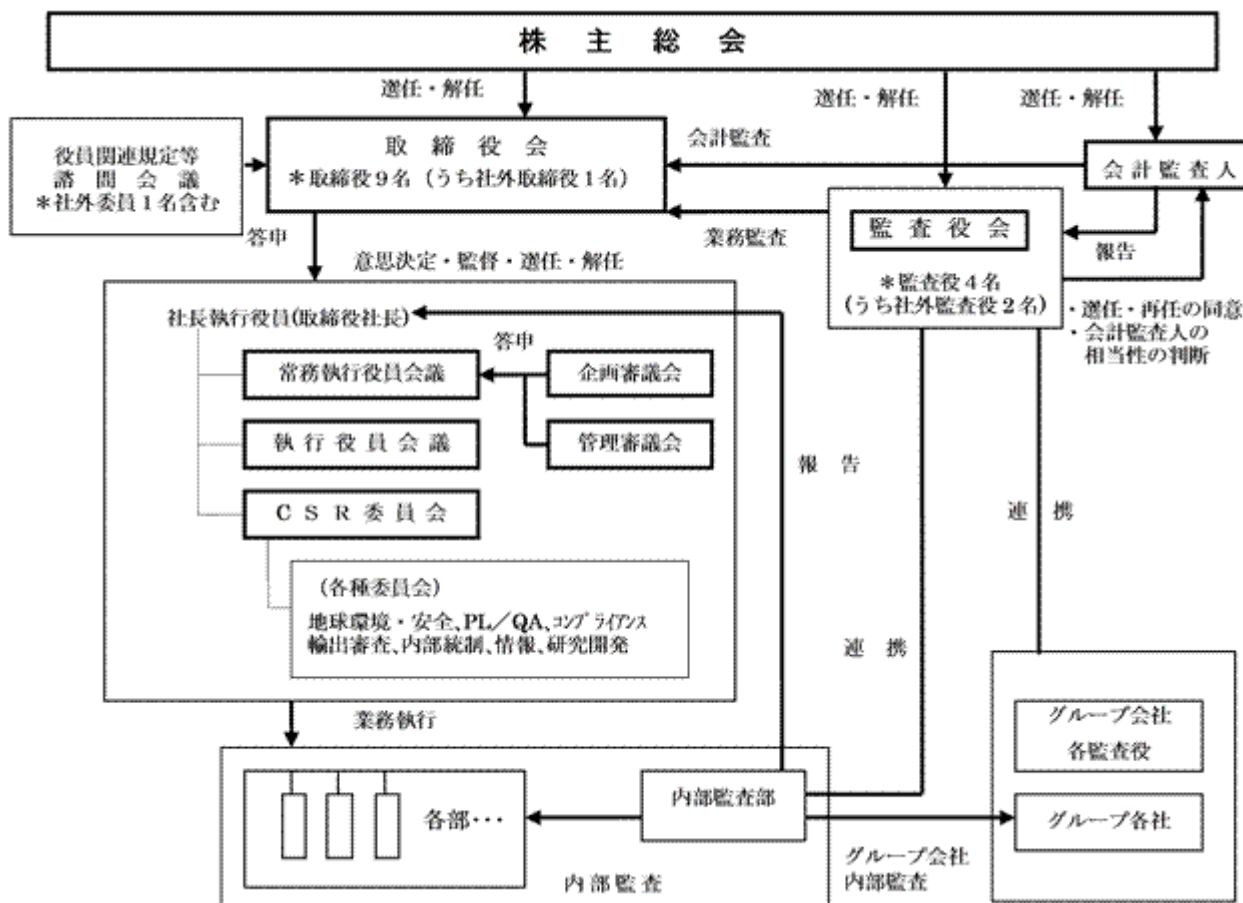 株主総会
選任・解任
選任・解任
選任・解任
役員関連規定等
諮問会議
*社外委員1名含む
答申
取締役会
*取締役9名(うち社外取締役1名)
会計監査
会計監査人
業務監査
監査役会
*監査役4名
(うち社外監査役2名)
報告
・選任・再任の同意
・会計監査人の
相当性の判断
意思決定・監督・選任・解任
社長執行役員(取締役社長)
答申
常務執行役員会議
企画審議会
執行役員会議
管理審議会
CSR委員会
(各種委員会)
地球環境・安全、PL/QA、コンプライアンス
輸出審査、内部統制、情報、研究開発
報告
連携
連携
業務執行
各部・・・
内部監査部
内部監査
グループ会社
内部監査
グループ会社
各監査役
グループ各社